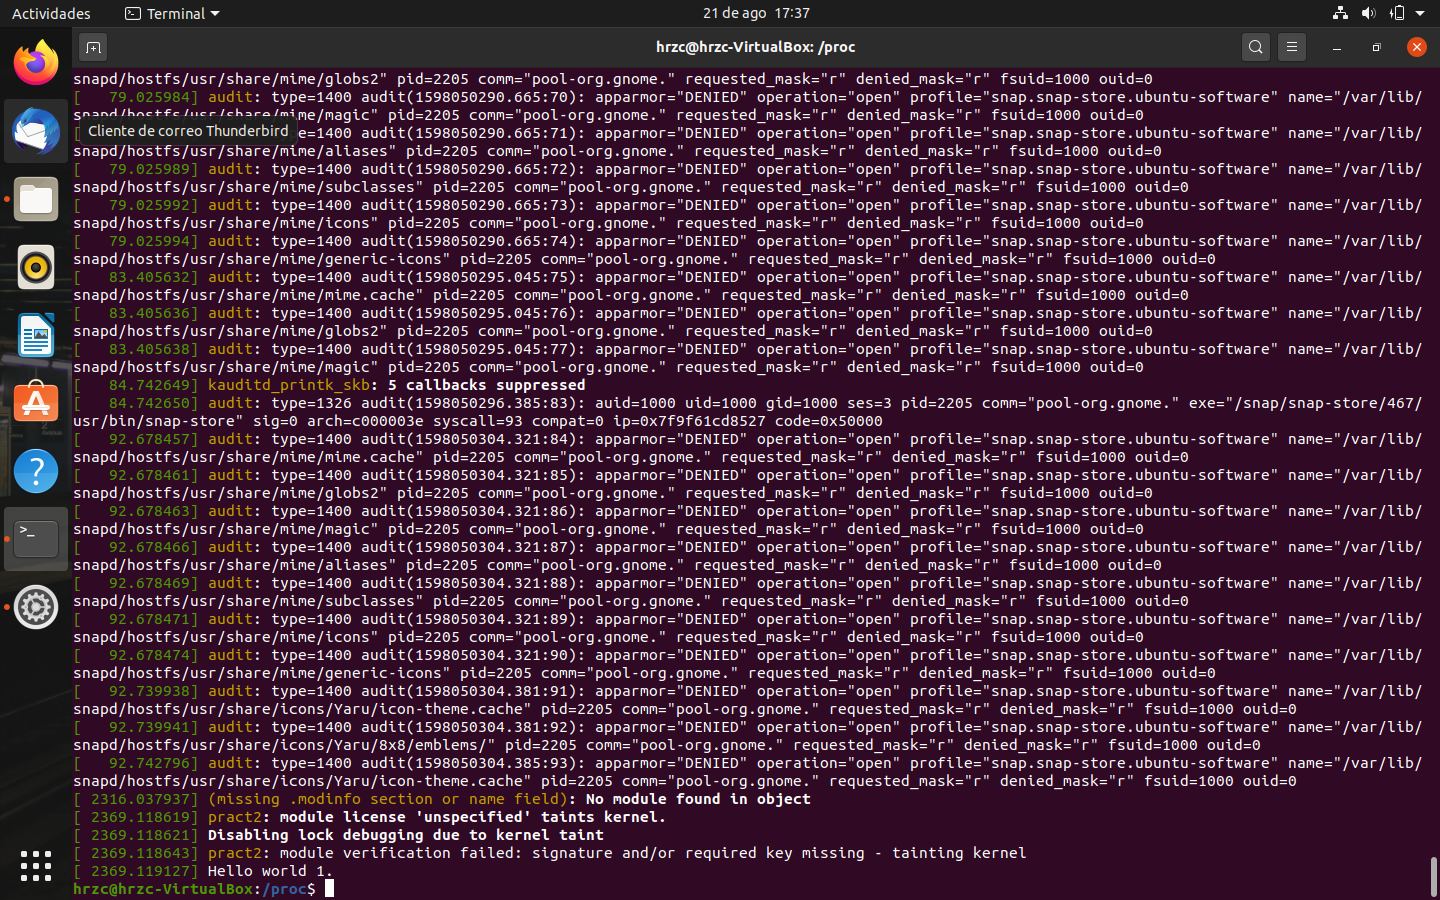 Actividades
Terminal
21 de ago 17:37
hrzc@hrzc-VirtualBox: /proc
snapd/hostfs/usr/share/mime/globs2" pid=2205 comm="pool-org.gnome." requested_mask="r" denied_mask="r" fsuid=1000 ouid=0
[   79.025984] audit: type=1400 audit(1598050290.665:70): apparmor="DENIED" operation="open" profile="snap.snap-store.ubuntu-software" name="/var/lib/
snapd/hostfs/usr/share/mime/magic" pid=2205 comm="pool-org.gnome." requested_mask="r" denied_mask="r" fsuid=1000 ouid=0
Cliente de correo Thunderbird
[ e=1400 audit(1598050290.665:71): apparmor="DENIED" operation="open" profile="snap.snap-store.ubuntu-software" name="/var/lib/
snapd/hostfs/usr/share/mime/aliases" pid=2205 comm="pool-org.gnome." requested_mask="r" denied_mask="r" fsuid=1000 ouid=0
[   79.025989] audit: type=1400 audit(1598050290.665:72): apparmor="DENIED" operation="open" profile="snap.snap-store.ubuntu-software" name="/var/lib/
snapd/hostfs/usr/share/mime/subclasses" pid=2205 comm="pool-org.gnome." requested_mask="r" denied_mask="r" fsuid=1000 ouid=0
[   79.025992] audit: type=1400 audit(1598050290.665:73): apparmor="DENIED" operation="open" profile="snap.snap-store.ubuntu-software" name="/var/lib/
snapd/hostfs/usr/share/mime/icons" pid=2205 comm="pool-org.gnome." requested_mask="r" denied_mask="r" fsuid=1000 ouid=0
[   79.025994] audit: type=1400 audit(1598050290.665:74): apparmor="DENIED" operation="open" profile="snap.snap-store.ubuntu-software" name="/var/lib/
snapd/hostfs/usr/share/mime/generic-icons" pid=2205 comm="pool-org.gnome." requested_mask="r" denied_mask="r" fsuid=1000 ouid=0
[   83.405632] audit: type=1400 audit(1598050295.045:75): apparmor="DENIED" operation="open" profile="snap.snap-store.ubuntu-software" name="/var/lib/
snapd/hostfs/usr/share/mime/mime.cache" pid=2205 comm="pool-org.gnome." requested_mask="r" denied_mask="r" fsuid=1000 ouid=0
[   83.405636] audit: type=1400 audit(1598050295.045:76): apparmor="DENIED" operation="open" profile="snap.snap-store.ubuntu-software" name="/var/lib/
snapd/hostfs/usr/share/mime/globs2" pid=2205 comm="pool-org.gnome." requested_mask="r" denied_mask="r" fsuid=1000 ouid=0
[   83.405638] audit: type=1400 audit(1598050295.045:77): apparmor="DENIED" operation="open" profile="snap.snap-store.ubuntu-software" name="/var/lib/
snapd/hostfs/usr/share/mime/magic" pid=2205 comm="pool-org.gnome." requested_mask="r" denied_mask="r" fsuid=1000 ouid=0
[   84.742649] kauditd_printk_skb: 5 callbacks suppressed
[   84.742650] audit: type=1326 audit(1598050296.385:83): auid=1000 uid=1000 gid=1000 ses=3 pid=2205 comm="pool-org.gnome." exe="/snap/snap-store/467/
usr/bin/snap-store" sig=0 arch=c000003e syscall=93 compat=0 ip=0x7f9f61cd8527 code=0x50000
[   92.678457] audit: type=1400 audit(1598050304.321:84): apparmor="DENIED" operation="open" profile="snap.snap-store.ubuntu-software" name="/var/lib/
snapd/hostfs/usr/share/mime/mime.cache" pid=2205 comm="pool-org.gnome." requested_mask="r" denied_mask="r" fsuid=1000 ouid=0
[   92.678461] audit: type=1400 audit(1598050304.321:85): apparmor="DENIED" operation="open" profile="snap.snap-store.ubuntu-software" name="/var/lib/
snapd/hostfs/usr/share/mime/globs2" pid=2205 comm="pool-org.gnome." requested_mask="r" denied_mask="r" fsuid=1000 ouid=0
[   92.678463] audit: type=1400 audit(1598050304.321:86): apparmor="DENIED" operation="open" profile="snap.snap-store.ubuntu-software" name="/var/lib/
snapd/hostfs/usr/share/mime/magic" pid=2205 comm="pool-org.gnome." requested_mask="r" denied_mask="r" fsuid=1000 ouid=0
[   92.678466] audit: type=1400 audit(1598050304.321:87): apparmor="DENIED" operation="open" profile="snap.snap-store.ubuntu-software" name="/var/lib/
snapd/hostfs/usr/share/mime/aliases" pid=2205 comm="pool-org.gnome." requested_mask="r" denied_mask="r" fsuid=1000 ouid=0
[   92.678469] audit: type=1400 audit(1598050304.321:88): apparmor="DENIED" operation="open" profile="snap.snap-store.ubuntu-software" name="/var/lib/
snapd/hostfs/usr/share/mime/subclasses" pid=2205 comm="pool-org.gnome." requested_mask="r" denied_mask="r" fsuid=1000 ouid=0
[   92.678471] audit: type=1400 audit(1598050304.321:89): apparmor="DENIED" operation="open" profile="snap.snap-store.ubuntu-software" name="/var/lib/
snapd/hostfs/usr/share/mime/icons" pid=2205 comm="pool-org.gnome." requested_mask="r" denied_mask="r" fsuid=1000 ouid=0
[   92.678474] audit: type=1400 audit(1598050304.321:90): apparmor="DENIED" operation="open" profile="snap.snap-store.ubuntu-software" name="/var/lib/
snapd/hostfs/usr/share/mime/generic-icons" pid=2205 comm="pool-org.gnome." requested_mask="r" denied_mask="r" fsuid=1000 ouid=0
[   92.739938] audit: type=1400 audit(1598050304.381:91): apparmor="DENIED" operation="open" profile="snap.snap-store.ubuntu-software" name="/var/lib/
snapd/hostfs/usr/share/icons/Yaru/icon-theme.cache" pid=2205 comm="pool-org.gnome." requested_mask="r" denied_mask="r" fsuid=1000 ouid=0
[   92.739941] audit: type=1400 audit(1598050304.381:92): apparmor="DENIED" operation="open" profile="snap.snap-store.ubuntu-software" name="/var/lib/
snapd/hostfs/usr/share/icons/Yaru/8x8/emblems/" pid=2205 comm="pool-org.gnome." requested_mask="r" denied_mask="r" fsuid=1000 ouid=0
[   92.742796] audit: type=1400 audit(1598050304.385:93): apparmor="DENIED" operation="open" profile="snap.snap-store.ubuntu-software" name="/var/lib/
snapd/hostfs/usr/share/icons/Yaru/icon-theme.cache" pid=2205 comm="pool-org.gnome." requested_mask="r" denied_mask="r" fsuid=1000 ouid=0
[ 2316.037937] (missing .modinfo section or name field): No module found in object
[ 2369.118619] pract2: module license 'unspecified' taints kernel.
[ 2369.118621] Disabling lock debugging due to kernel taint
[ 2369.118643] pract2: module verification failed: signature and/or required key missing - tainting kernel
[ 2369.119127] Hello world 1.
hrzc@hrzc-VirtualBox:/proc$